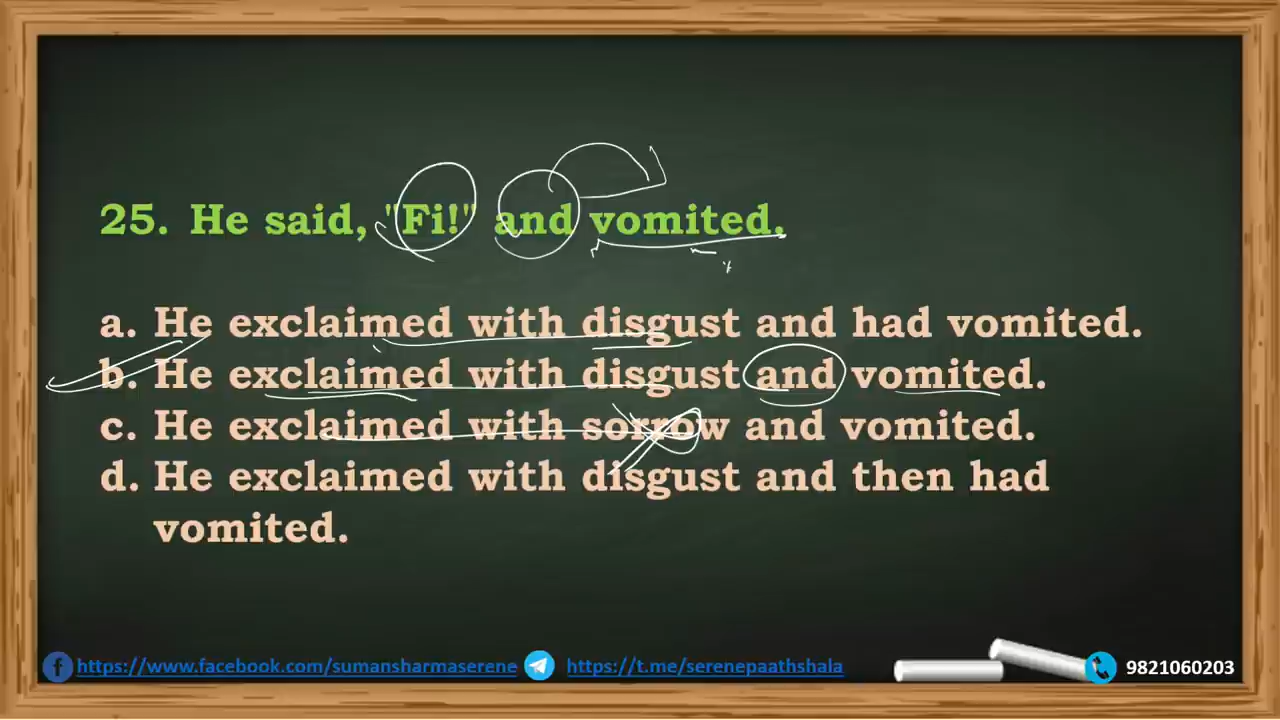 25. He said, "Fi!" and vomited.
a. He exclaimed with disgust and had vomited.
b. He exclaimed with disgust and vomited.
c. He exclaimed with sorrow and vomited.
d. He exclaimed with disgust and then had
vomited.
https://www.facebook.com/sumansharmaserene https://t.me/serenepaathshala 9821060203